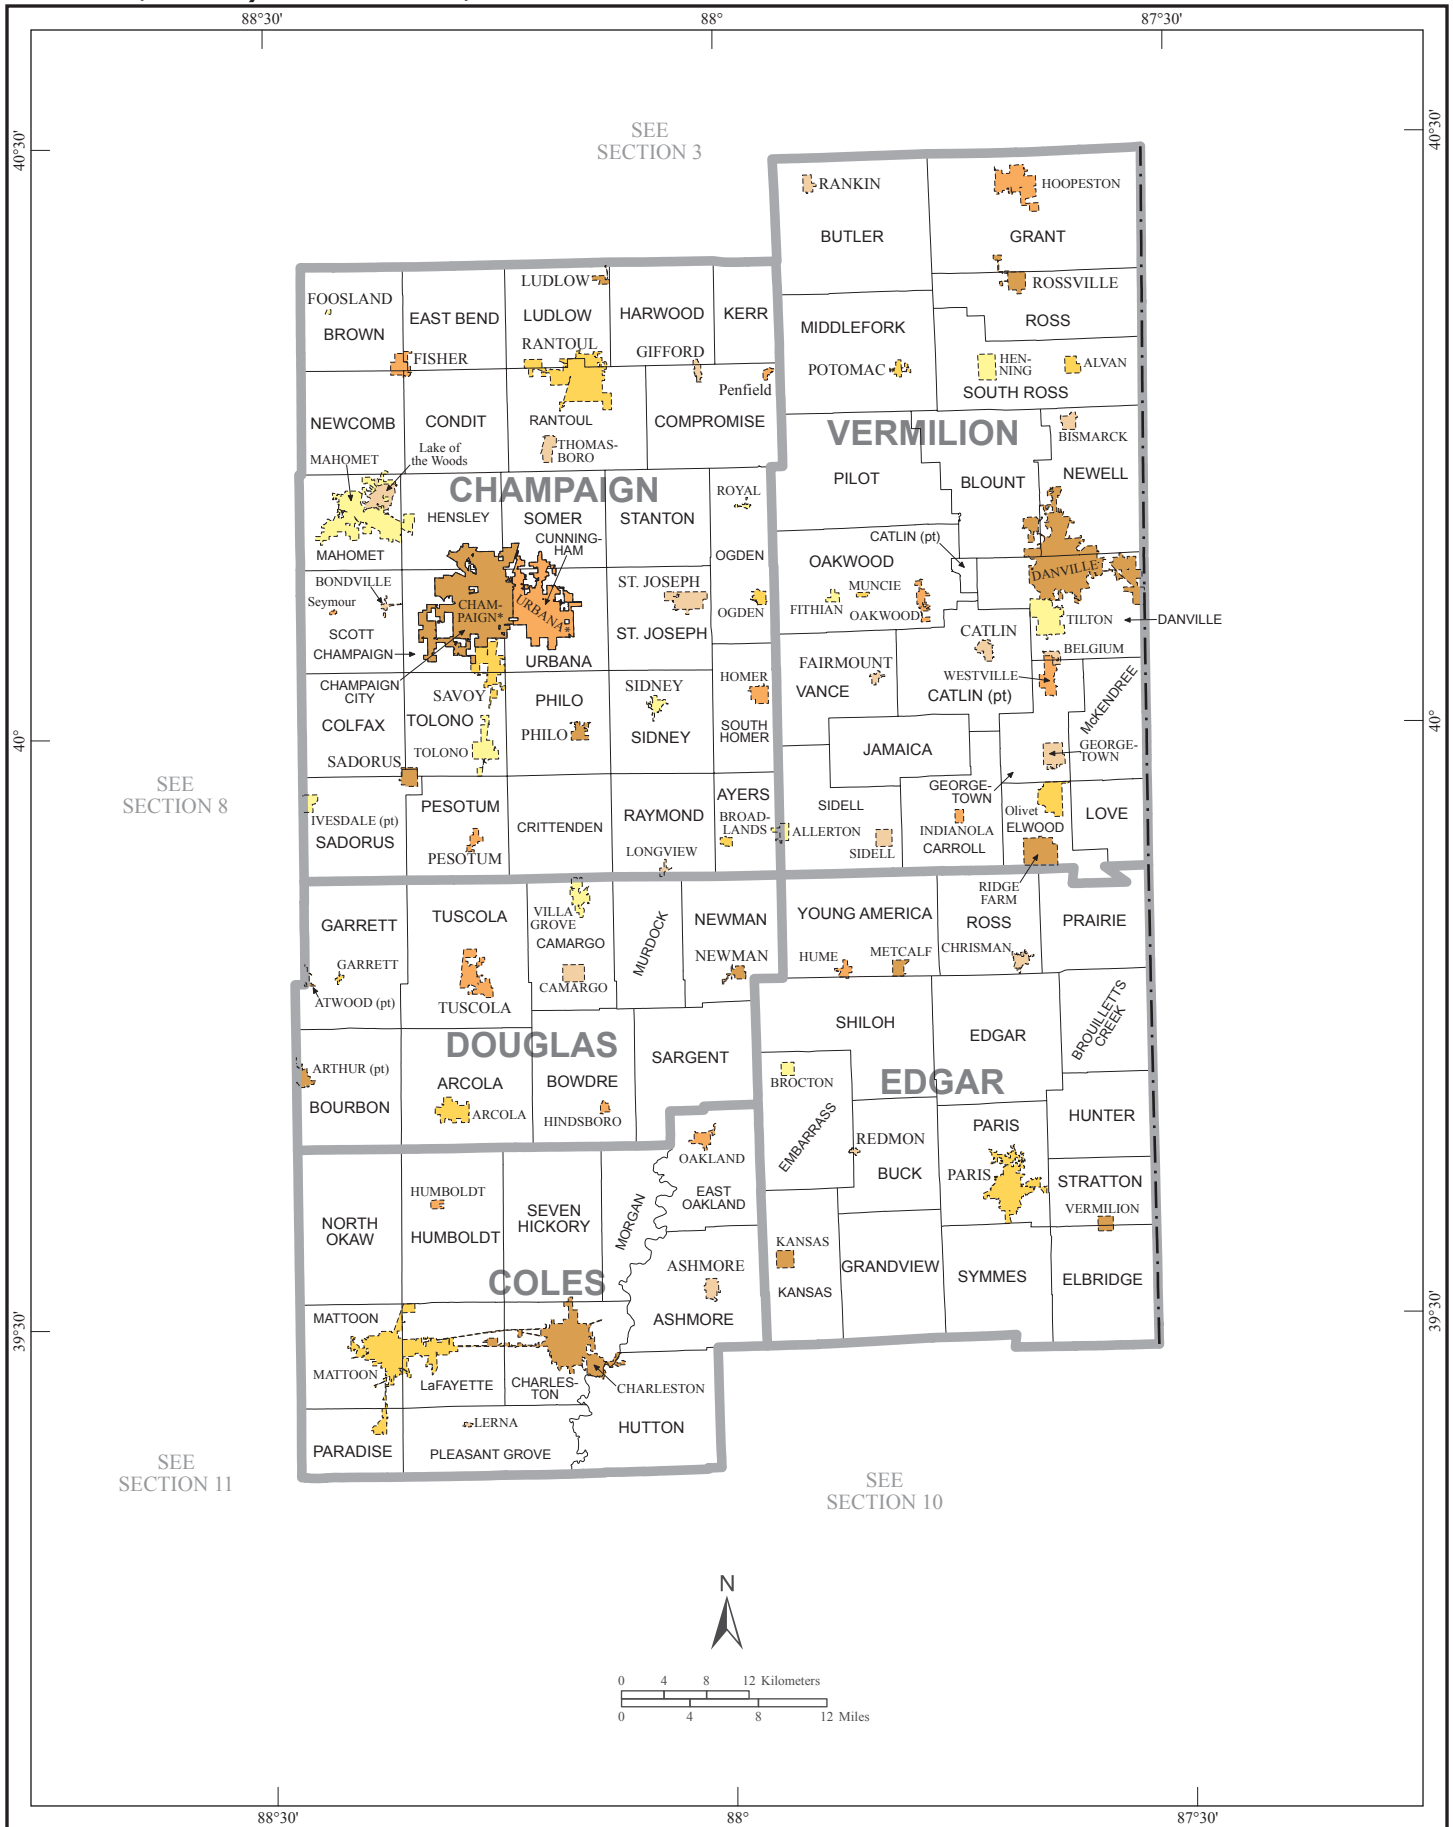 88°30'
88°
87°30'
40°30'
40°30'
SEE
SECTION 3
RANKIN
HOOPESTON
BUTLER
GRANT
LUDLOW
ROSSVILLE
FOOSLAND
BROWN
EAST BEND
LUDLOW
HARWOOD
KERR
MIDDLEFORK
ROSS
RANTOUL
GIFFORD
FISHER
POTOMAC
HEN-
NING
ALVAN
Penfield
SOUTH ROSS
NEWCOMB
CONDIT
RANTOUL
COMPROMISE
VERMILION
BISMARCK
THOMAS-
BORO
Lake of
the Woods
MAHOMET
PILOT
BLOUNT
NEWELL
CHAMPAIGN
ROYAL
HENSLEY
SOMER
STANTON
CUNNING-
HAM
MAHOMET
OGDEN
CATLIN (pt)
OAKWOOD
DANVILLE
BONDVILLE
Seymour
ST. JOSEPH
MUNCIE
FITHIAN
OAKWOOD
CHAM-
PAIGN*
URBANA*
OGDEN
TILTON
DANVILLE
SCOTT
CHAMPAIGN
ST. JOSEPH
CATLIN
BELGIUM
URBANA
FAIRMOUNT
WESTVILLE
CHAMPAIGN
CITY
SAVOY
PHILO
SIDNEY
HOMER
VANCE
CATLIN (pt)
McKENDREE
COLFAX
TOLONO
PHILO
SIDNEY
SOUTH
HOMER
TOLONO
JAMAICA
GEORGE-
TOWN
40°
40°
SADORUS
SEE
SECTION 8
GEORGE-
TOWN
PESOTUM
AYERS
SIDELL
Olivet
LOVE
IVESDALE (pt)
SADORUS
CRITTENDEN
RAYMOND
BROAD-
LANDS
ALLERTON
INDIANOLA
ELWOOD
CARROLL
PESOTUM
LONGVIEW
SIDELL
RIDGE
FARM
GARRETT
TUSCOLA
VILLA
GROVE
CAMARGO
MURDOCK
NEWMAN
YOUNG AMERICA
ROSS
PRAIRIE
GARRETT
NEWMAN
HUME
METCALF
CHRISMAN
ATWOOD (pt)
TUSCOLA
CAMARGO
SHILOH
EDGAR
BROUILLETTS
CREEK
DOUGLAS
SARGENT
ARTHUR (pt)
ARCOLA
BOWDRE
BROCTON
EDGAR
BOURBON
ARCOLA
HINDSBORO
HUNTER
EMBARRASS
PARIS
OAKLAND
REDMON
BUCK
PARIS
STRATTON
HUMBOLDT
EAST
OAKLAND
VERMILION
NORTH
OKAW
HUMBOLDT
SEVEN
HICKORY
MORGAN
KANSAS
ASHMORE
GRANDVIEW
SYMMES
ELBRIDGE
COLES
KANSAS
MATTOON
ASHMORE
39°30'
39°30'
MATTOON
LaFAYETTE
CHARLES-
TON
CHARLESTON
LERNA
HUTTON
PARADISE
PLEASANT GROVE
SEE
SECTION 11
SEE
SECTION 10
N
0 4 8 12 Kilometers
0 4 8 12 Miles
88°30'
88°
87°30'